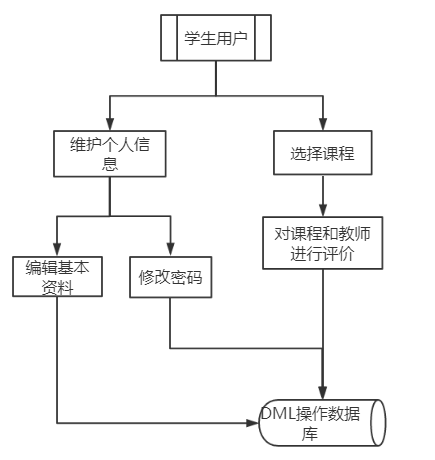 学生用户
维护个人信
息
选择课程
对课程和教师
进行评价
编辑基本
资料
修改密码
DML操作数据
库